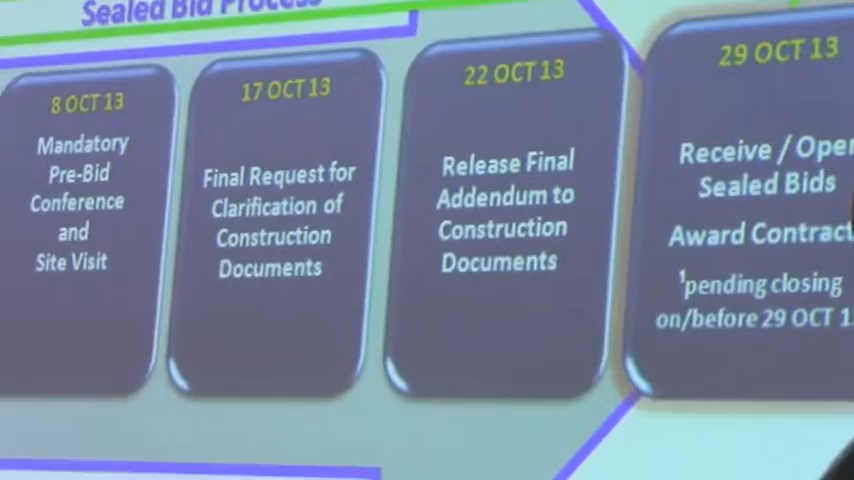 Sealed Bid Process
8 OCT 13
Mandatory
Pre-Bid
Conference
and
Site Visit
17 OCT 13
Final Request for
Clarification of
Construction
Documents
22 OCT 13
Release Final
Addendum to
Construction
Documents
29 OCT 13
Receive / Open
Sealed Bids
Award Contract
¹pending closing
on/before 29 OCT 1